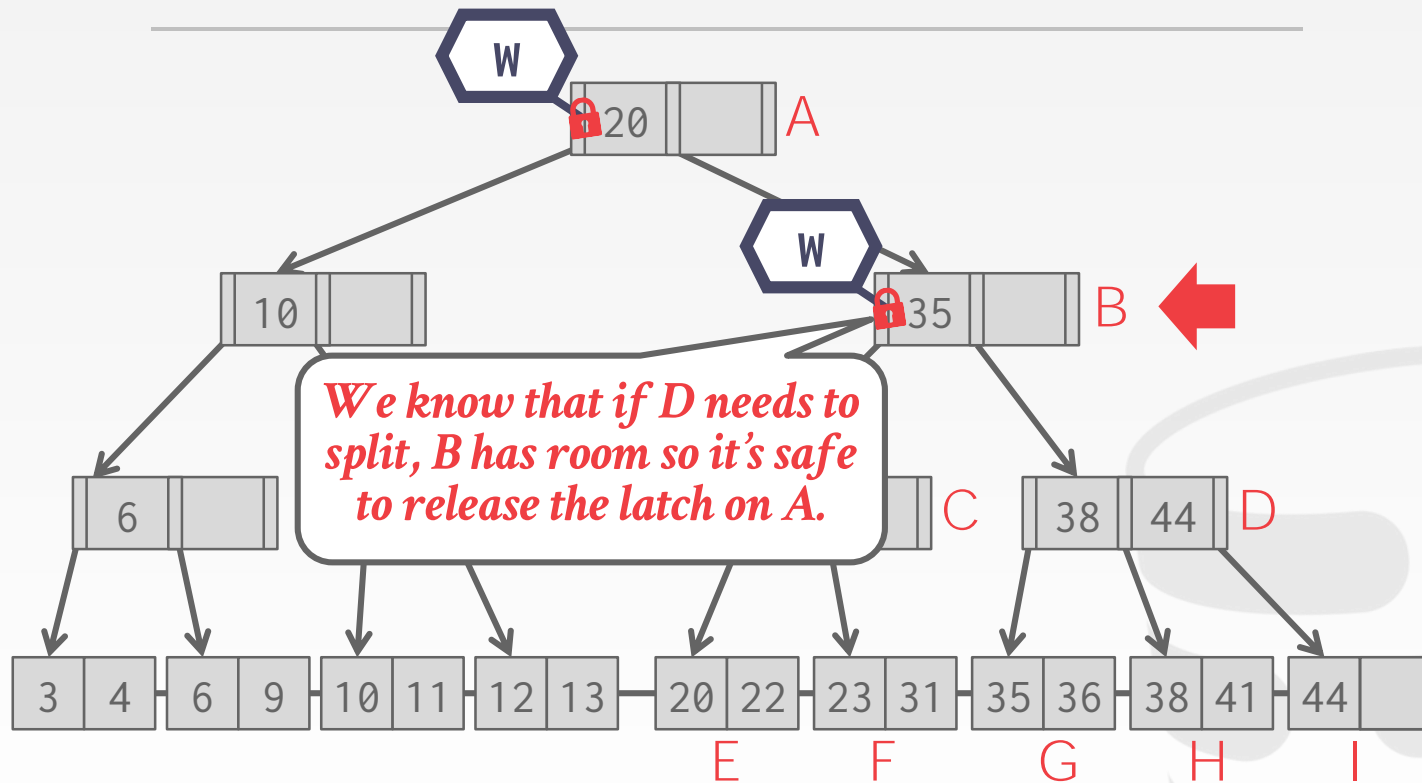 W
20 A
W
10
35 B
We know that if D needs to
split, B has room so it's safe
to release the latch on A.
6
C
38 44 D
3 4 6 9 10 11 12 13 20 22 23 31 35 36 38 41 44
E F G H I